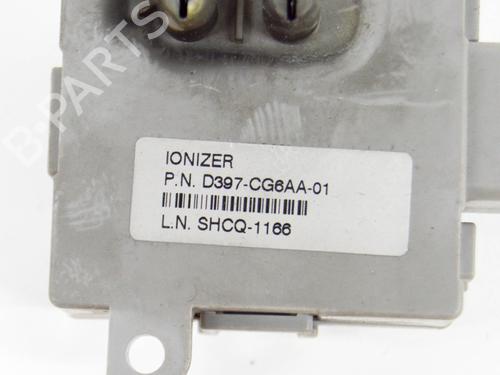 B-PARTS
IONIZER
P.N. D397-CG6AA-01
L.N. SHCQ-1166